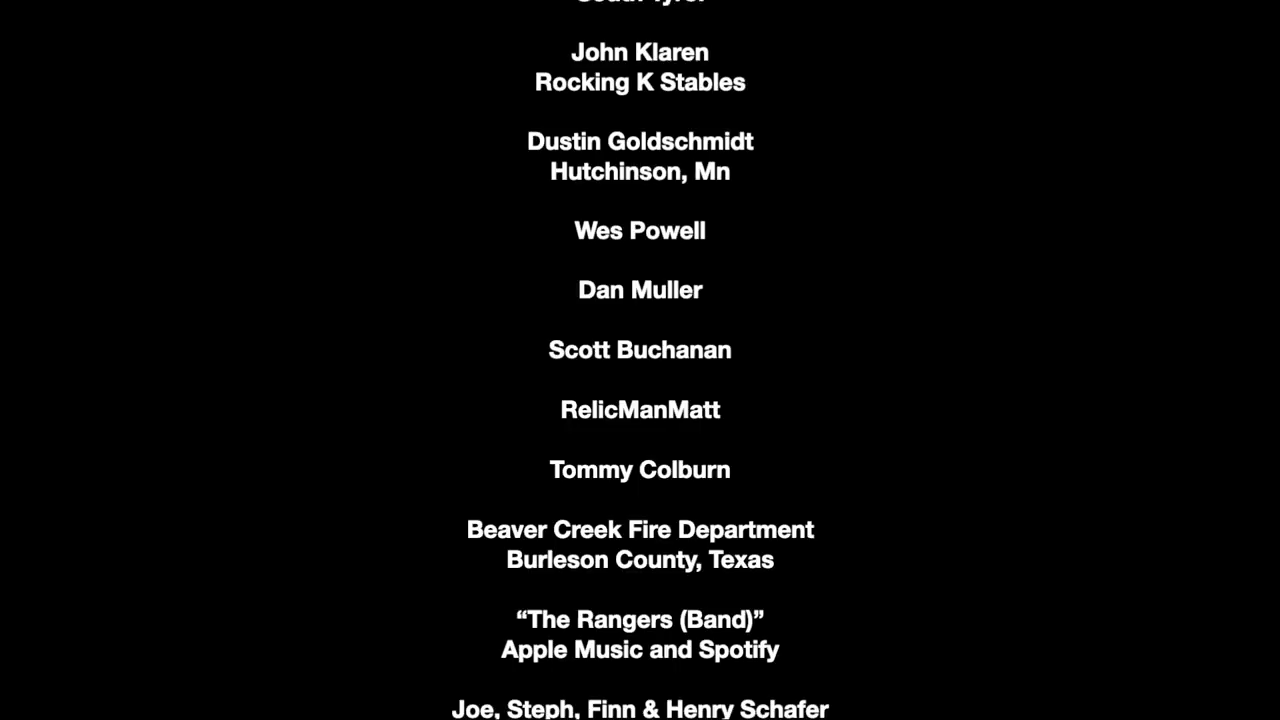 John Klaren
Rocking K Stables
Dustin Goldschmidt
Hutchinson, Mn
Wes Powell
Dan Muller
Scott Buchanan
RelicManMatt
Tommy Colburn
Beaver Creek Fire Department
Burleson County, Texas
“The Rangers (Band)”
Apple Music and Spotify
Joe, Steph, Finn & Henry Schafer